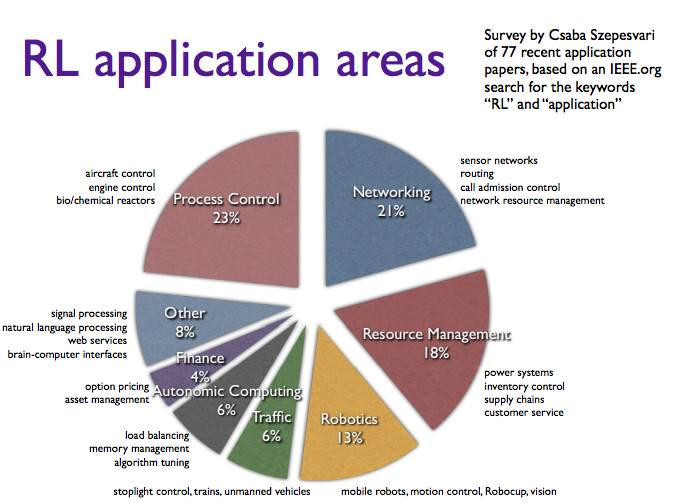 RL application areas
Survey by Csaba Szepesvari
of 77 recent application
papers, based on an IEEE.org
search for the keywords
“RL” and “application”
aircraft control
engine control
bio/chemical reactors
Process Control
23%
Networking
21%
sensor networks
routing
call admission control
network resource management
signal processing
natural language processing
web services
brain-computer interfaces
Other
8%
Resource Management
18%
power systems
inventory control
supply chains
customer service
Finance
4%
option pricing
asset management
Autonomic Computing
6%
load balancing
memory management
algorithm tuning
Traffic
6%
Robotics
13%
stoplight control, trains, unmanned vehicles
mobile robots, motion control, Robocup, vision